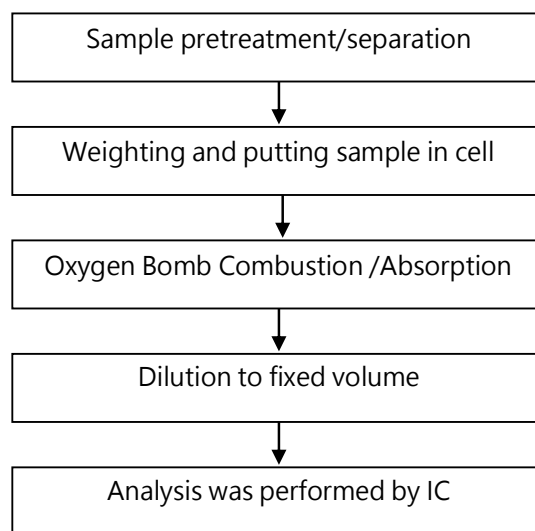 Sample pretreatment/separation
Weighting and putting sample in cell
Oxygen Bomb Combustion /Absorption
Dilution to fixed volume
Analysis was performed by IC